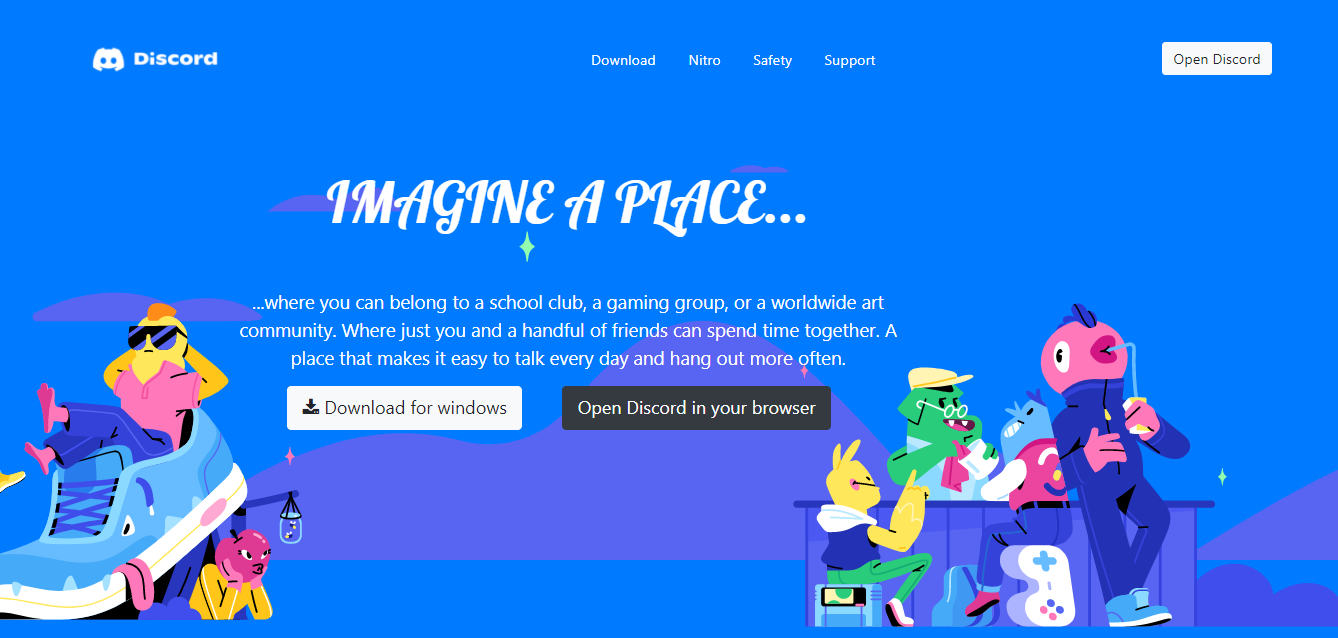 Discord
Download
Nitro
Safety
Support
Open Discord
IMAGINE A PLACE...
...where you can belong to a school club, a gaming group, or a worldwide art
community. Where just you and a handful of friends can spend time together. A
place that makes it easy to talk every day and hang out more often.
Download for windows
Open Discord in your browser